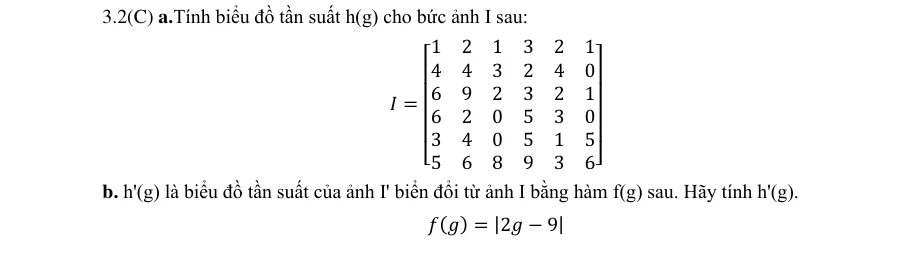 3.2(C) a.Tính biểu đồ tần suất h(g) cho bức ảnh I sau:
I = [1 2 1 3 2 1
4 4 3 2 4 0
6 9 2 3 2 1
6 2 0 5 3 0
3 4 0 5 1 5
5 6 8 9 3 6]
b. h'(g) là biểu đồ tần suất của ảnh I' biến đổi từ ảnh I bằng hàm f(g) sau. Hãy tính h'(g).
f(g) = |2g − 9|